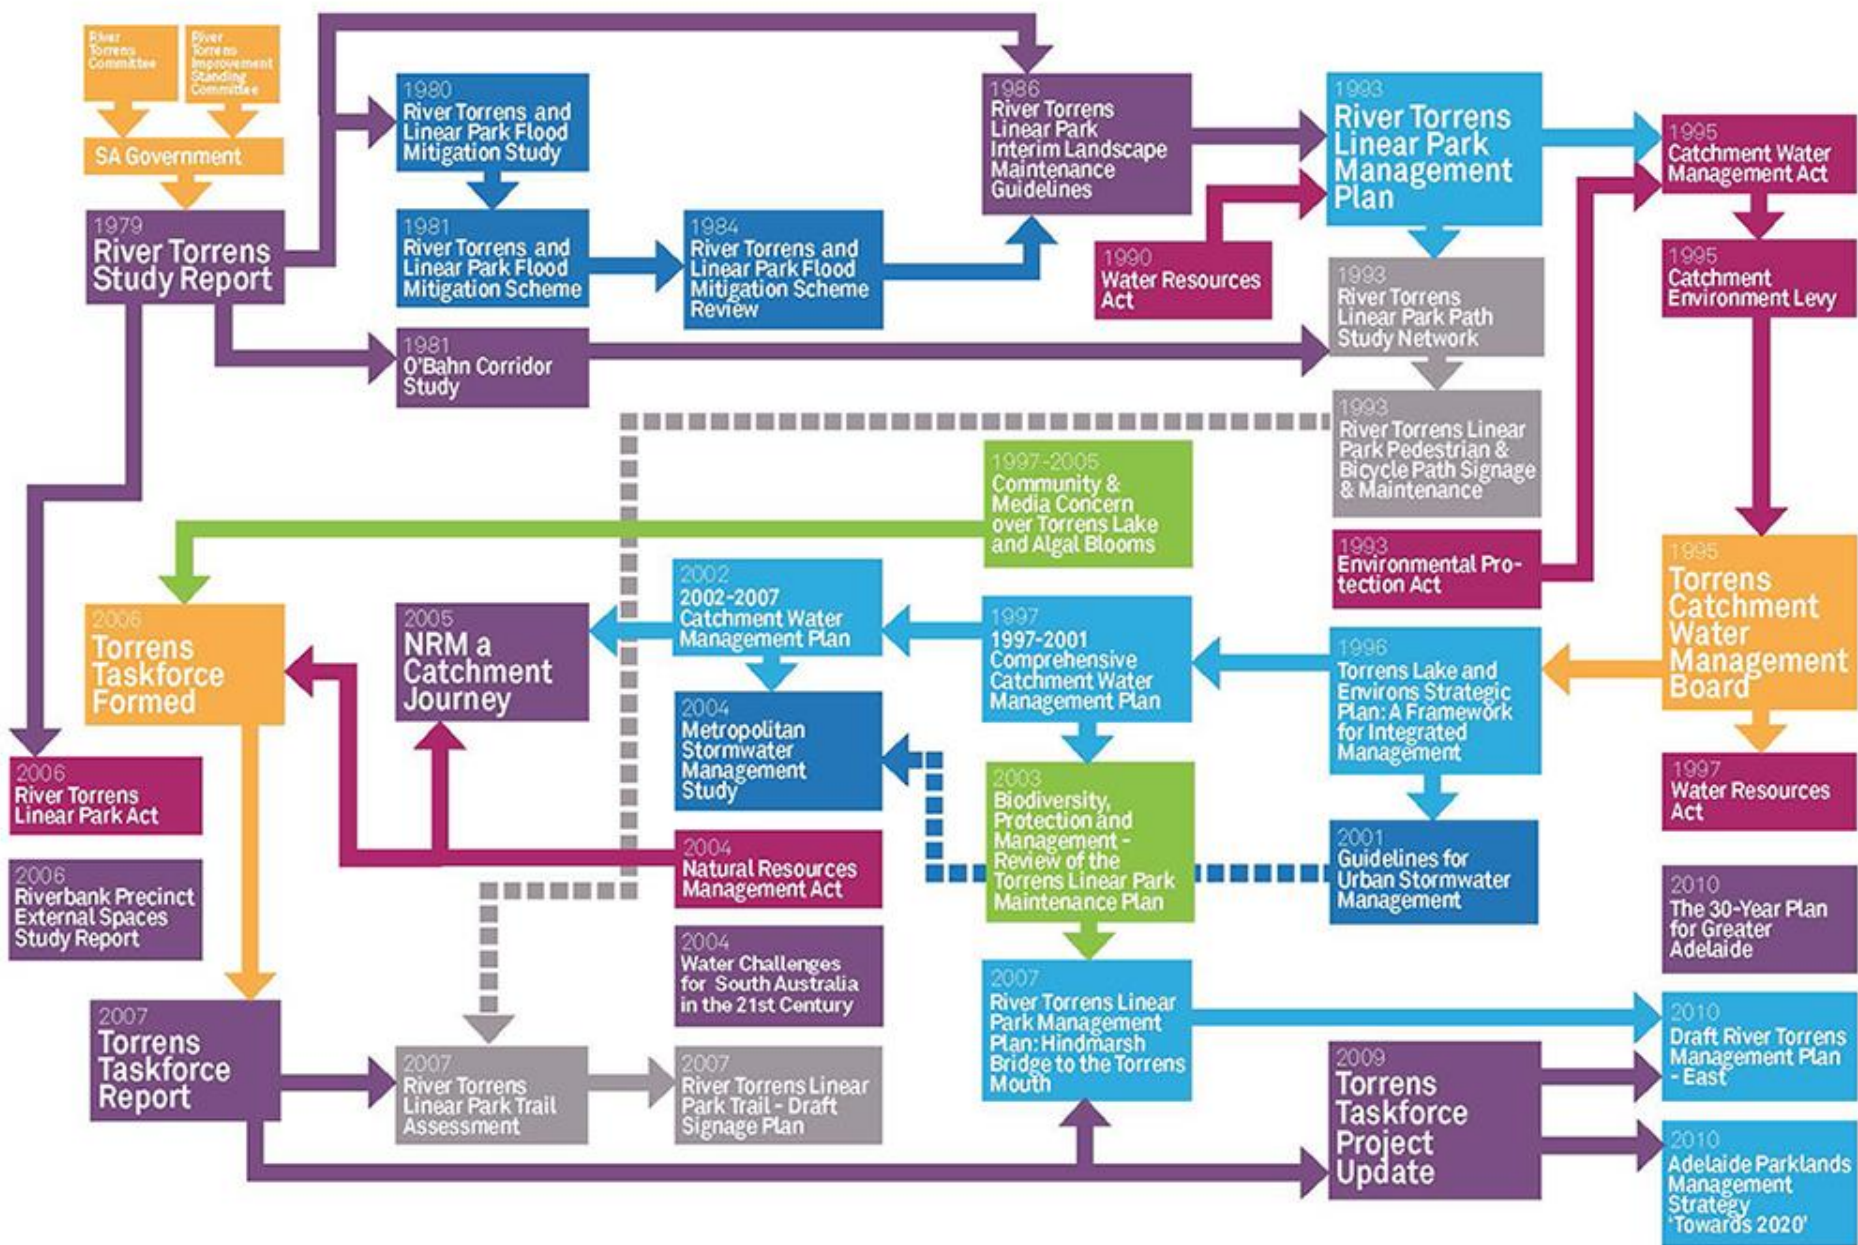 River
Torrens
Committee
River
Torrens
Improvement
Standing
Committee
SA Government
1979
River Torrens
Study Report
1980
River Torrens and
Linear Park Flood
Mitigation Study
1981
River Torrens and
Linear Park Flood
Mitigation Scheme
1984
River Torrens and
Linear Park Flood
Mitigation Scheme
Review
1981
O'Bahn Corridor
Study
1986
River Torrens
Linear Park
Interim Landscape
Maintenance
Guidelines
1990
Water Resources
Act
1993
River Torrens
Linear Park
Management
Plan
1993
River Torrens
Linear Park Path
Study Network
1993
River Torrens Linear
Park Pedestrian &
Bicycle Path Signage
& Maintenance
1993
Environmental Pro-
tection Act
1995
Catchment Water
Management Act
1995
Catchment
Environment Levy
1995
Torrens
Catchment
Water
Management
Board
1997
Water Resources
Act
1997-2005
Community &
Media Concern
over Torrens Lake
and Algal Blooms
1996
Torrens Lake and
Environs Strategic
Plan: A Framework
for Integrated
Management
1997
1997-2001
Comprehensive
Catchment Water
Management Plan
2002
2002-2007
Catchment Water
Management Plan
2005
NRM a
Catchment
Journey
2006
Torrens
Taskforce
Formed
2006
River Torrens
Linear Park Act
2006
Riverbank Precinct
External Spaces
Study Report
2004
Metropolitan
Stormwater
Management
Study
2004
Natural Resources
Management Act
2004
Water Challenges
for South Australia
in the 21st Century
2003
Biodiversity,
Protection and
Management -
Review of the
Torrens Linear Park
Maintenance Plan
2001
Guidelines for
Urban Stormwater
Management
2007
Torrens
Taskforce
Report
2007
River Torrens
Linear Park Trail
Assessment
2007
River Torrens Linear
Park Trail - Draft
Signage Plan
2007
River Torrens Linear
Park Management
Plan: Hindmarsh
Bridge to the Torrens
Mouth
2009
Torrens
Taskforce
Project
Update
2010
The 30-Year Plan
for Greater
Adelaide
2010
Draft River Torrens
Management Plan
- East
2010
Adelaide Parklands
Management
Strategy
'Towards 2020'